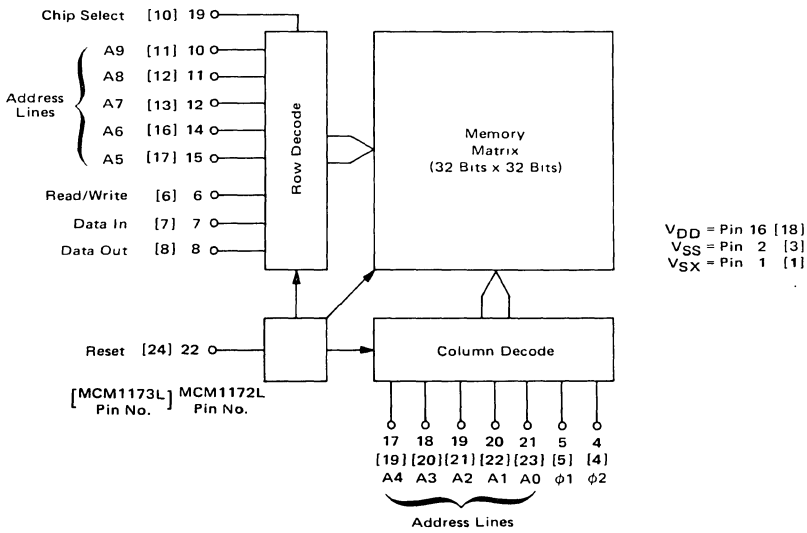 Chip Select [10] 19
A9 [11] 10
A8 [12] 11
Address Lines
A7 [13] 12
A6 [16] 14
A5 [17] 15
Read/Write [6] 6
Data In [7] 7
Data Out [8] 8
Row Decode
Memory
Matrix
(32 Bits x 32 Bits)
VDD = Pin 16 [18]
VSS = Pin 2 [3]
VSX = Pin 1 [1]
Reset [24] 22
Column Decode
[MCM1173L Pin No.] MCM1172L Pin No.
17 18 19 20 21 5 4
[19] [20] [21] [22] [23] [5] [4]
A4 A3 A2 A1 A0 ϕ1 ϕ2
Address Lines